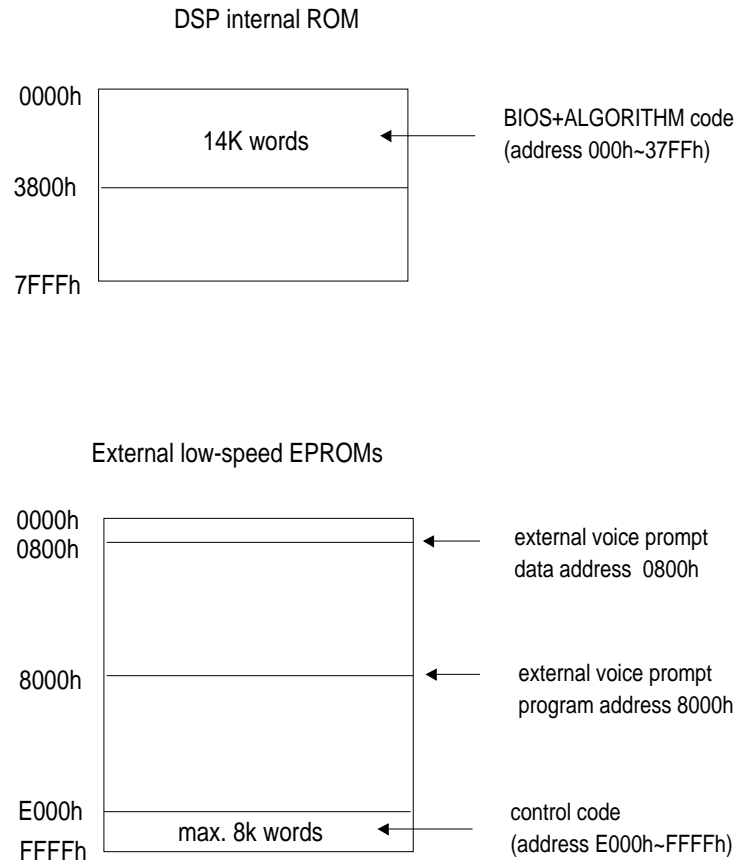 DSP internal ROM
0000h
14K words
BIOS+ALGORITHM code
(address 000h~37FFh)
3800h
7FFFh
External low-speed EPROMs
0000h
0800h
external voice prompt
data address 0800h
8000h
external voice prompt
program address 8000h
E000h
max. 8k words
control code
(address E000h~FFFFh)
FFFFh